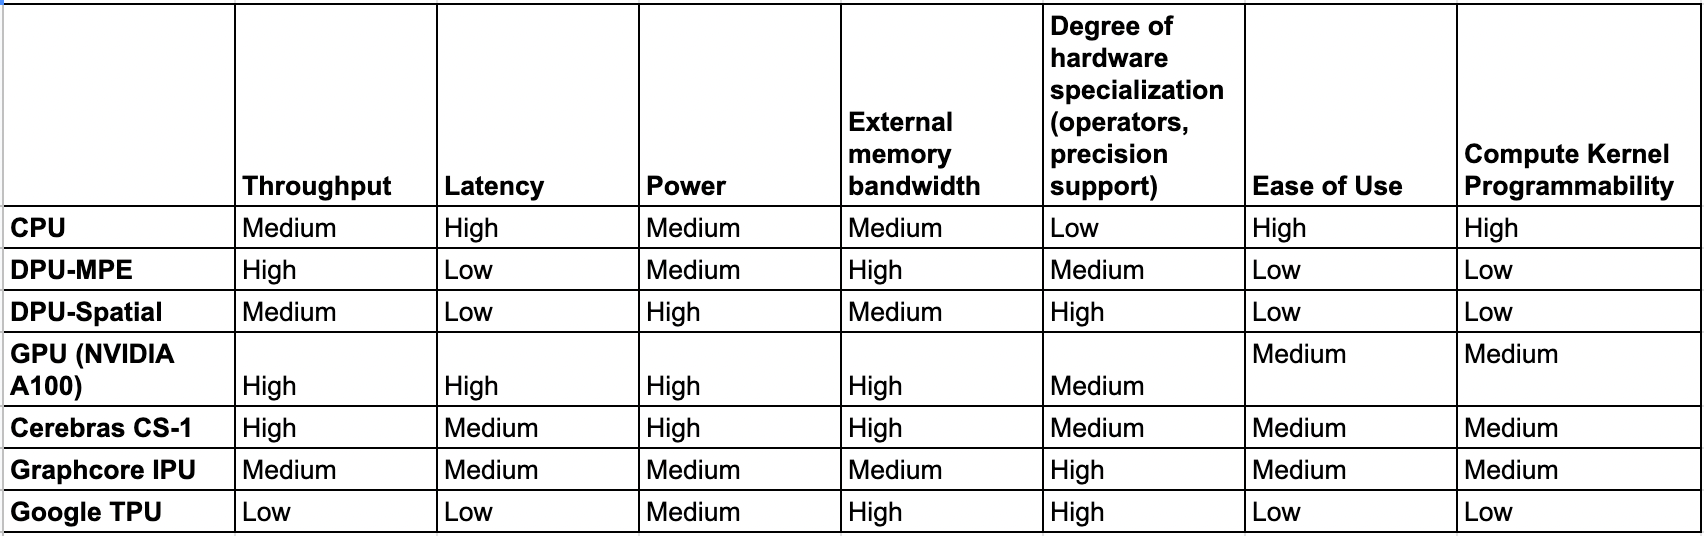 Throughput Latency Power External memory bandwidth Degree of hardware specialization (operators, precision support) Ease of Use Compute Kernel Programmability
CPU Medium High Medium Medium Low High High
DPU-MPE High Low Medium High Medium Low Low
DPU-Spatial Medium Low High Medium High Low Low
GPU (NVIDIA A100) High High High High Medium Medium Medium
Cerebras CS-1 High Medium High High Medium Medium Medium
Graphcore IPU Medium Medium Medium Medium High Medium Medium
Google TPU Low Low Medium High High Low Low